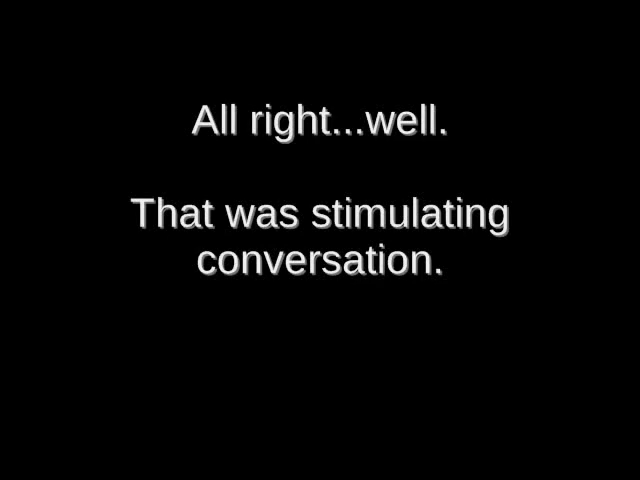 All right...well.
That was stimulating
conversation.